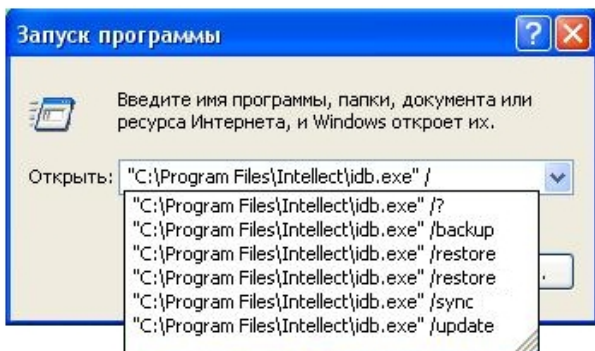 Запуск программы
Введите имя программы, папки, документа или
ресурса Интернета, и Windows откроет их.
Открыть: "C:\Program Files\Intellect\idb.exe" /
"C:\Program Files\Intellect\idb.exe" /?
"C:\Program Files\Intellect\idb.exe" /backup
"C:\Program Files\Intellect\idb.exe" /restore
"C:\Program Files\Intellect\idb.exe" /restore
"C:\Program Files\Intellect\idb.exe" /sync
"C:\Program Files\Intellect\idb.exe" /update